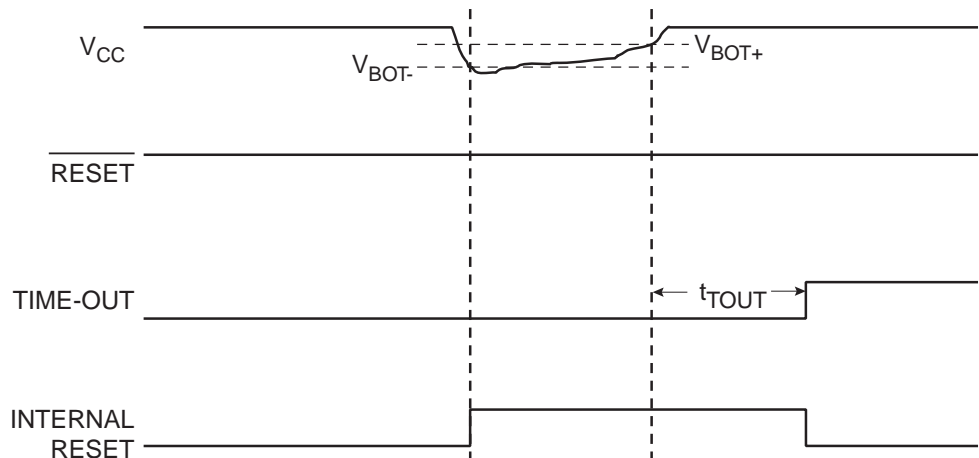 V_CC
V_BOT-
V_BOT+
RESET
TIME-OUT
t_TOUT
INTERNAL
RESET